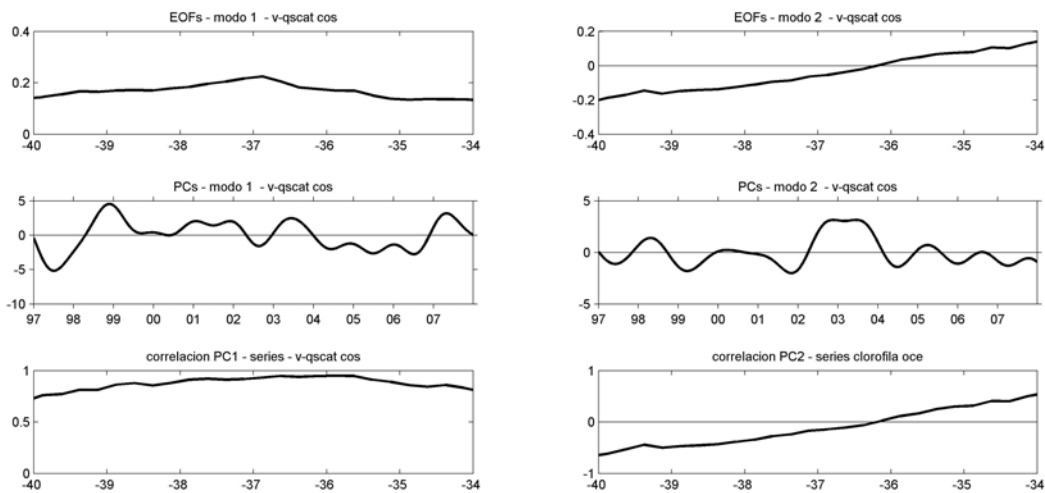 EOFs - modo 1 - v-qscat cos
0.4
0.2
0
-40 -39 -38 -37 -36 -35 -34
EOFs - modo 2 - v-qscat cos
0.2
0
-0.2
-0.4
-40 -39 -38 -37 -36 -35 -34
PCs - modo 1 - v-qscat cos
5
0
-5
-10
97 98 99 00 01 02 03 04 05 06 07
PCs - modo 2 - v-qscat cos
5
0
-5
97 98 99 00 01 02 03 04 05 06 07
correlacion PC1 - series - v-qscat cos
1
0.5
0
-40 -39 -38 -37 -36 -35 -34
correlacion PC2 - series clorofila oce
1
0
-1
-40 -39 -38 -37 -36 -35 -34